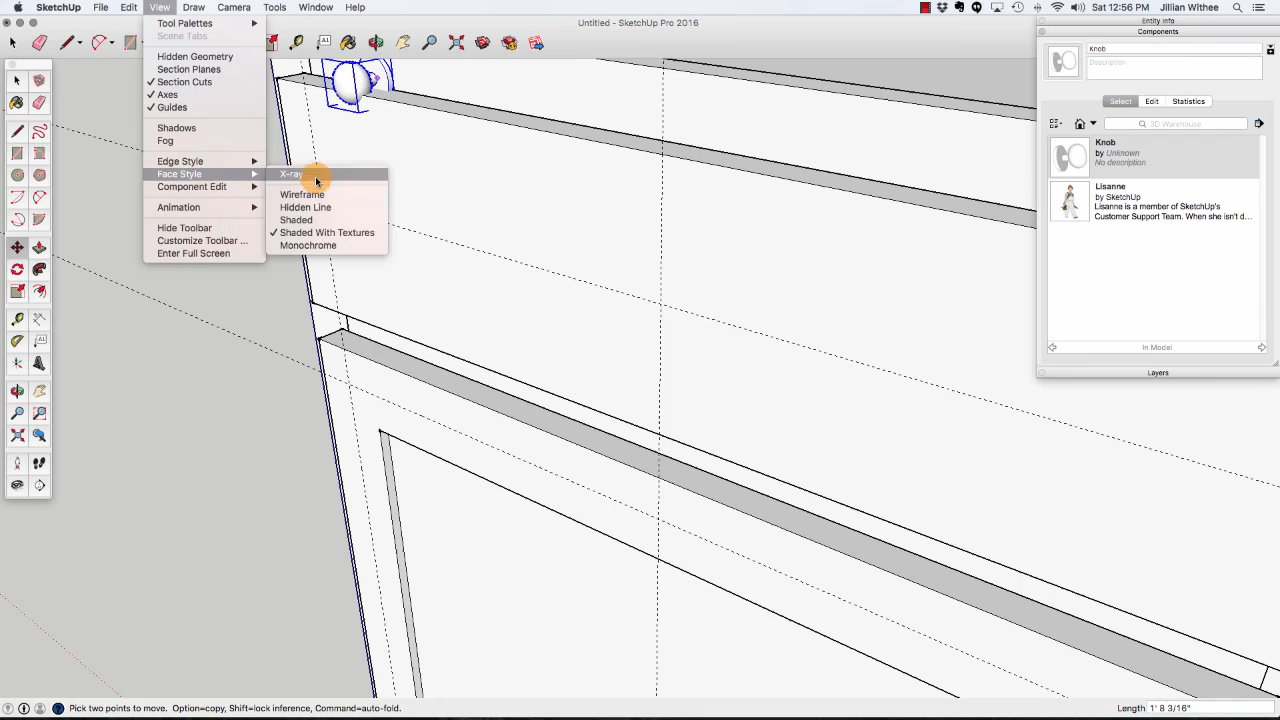 SketchUp File Edit View Draw Camera Tools Window Help
Sat 12:56 PM Jillian Withee
Untitled - SketchUp Pro 2016
Tool Palettes
Scene Tabs
Hidden Geometry
Section Planes
✓ Section Cuts
✓ Axes
✓ Guides
Shadows
Fog
Edge Style
Face Style
Component Edit
Animation
Hide Toolbar
Customize Toolbar ...
Enter Full Screen
X-ray
Wireframe
Hidden Line
Shaded
✓ Shaded With Textures
Monochrome
Entity Info
Components
Knob
Description
Select Edit Statistics
3D Warehouse
Knob
by Unknown
No description
Lisanne
by SketchUp
Lisanne is a member of SketchUp's
Customer Support Team. When she isn't d...
In Model
Layers
Pick two points to move. Option=copy, Shift=lock inference, Command=auto-fold.
Length 1' 8 3/16"